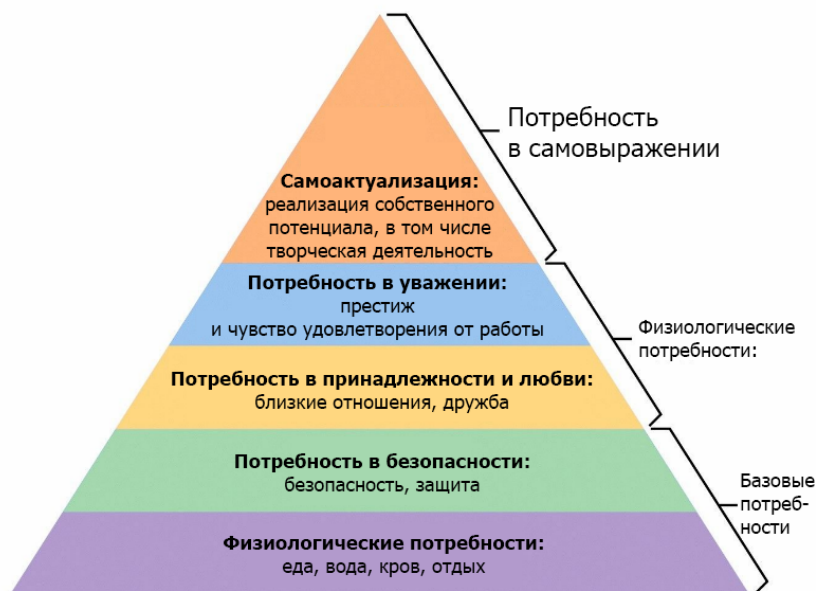 Потребность
в самовыражении
Самоактуализация:
реализация собственного
потенциала, в том числе
творческая деятельность
Потребность в уважении:
престиж
и чувство удовлетворения от работы
Физиологические
потребности:
Потребность в принадлежности и любви:
близкие отношения, дружба
Потребность в безопасности:
безопасность, защита
Базовые
потреб-
ности
Физиологические потребности:
еда, вода, кров, отдых